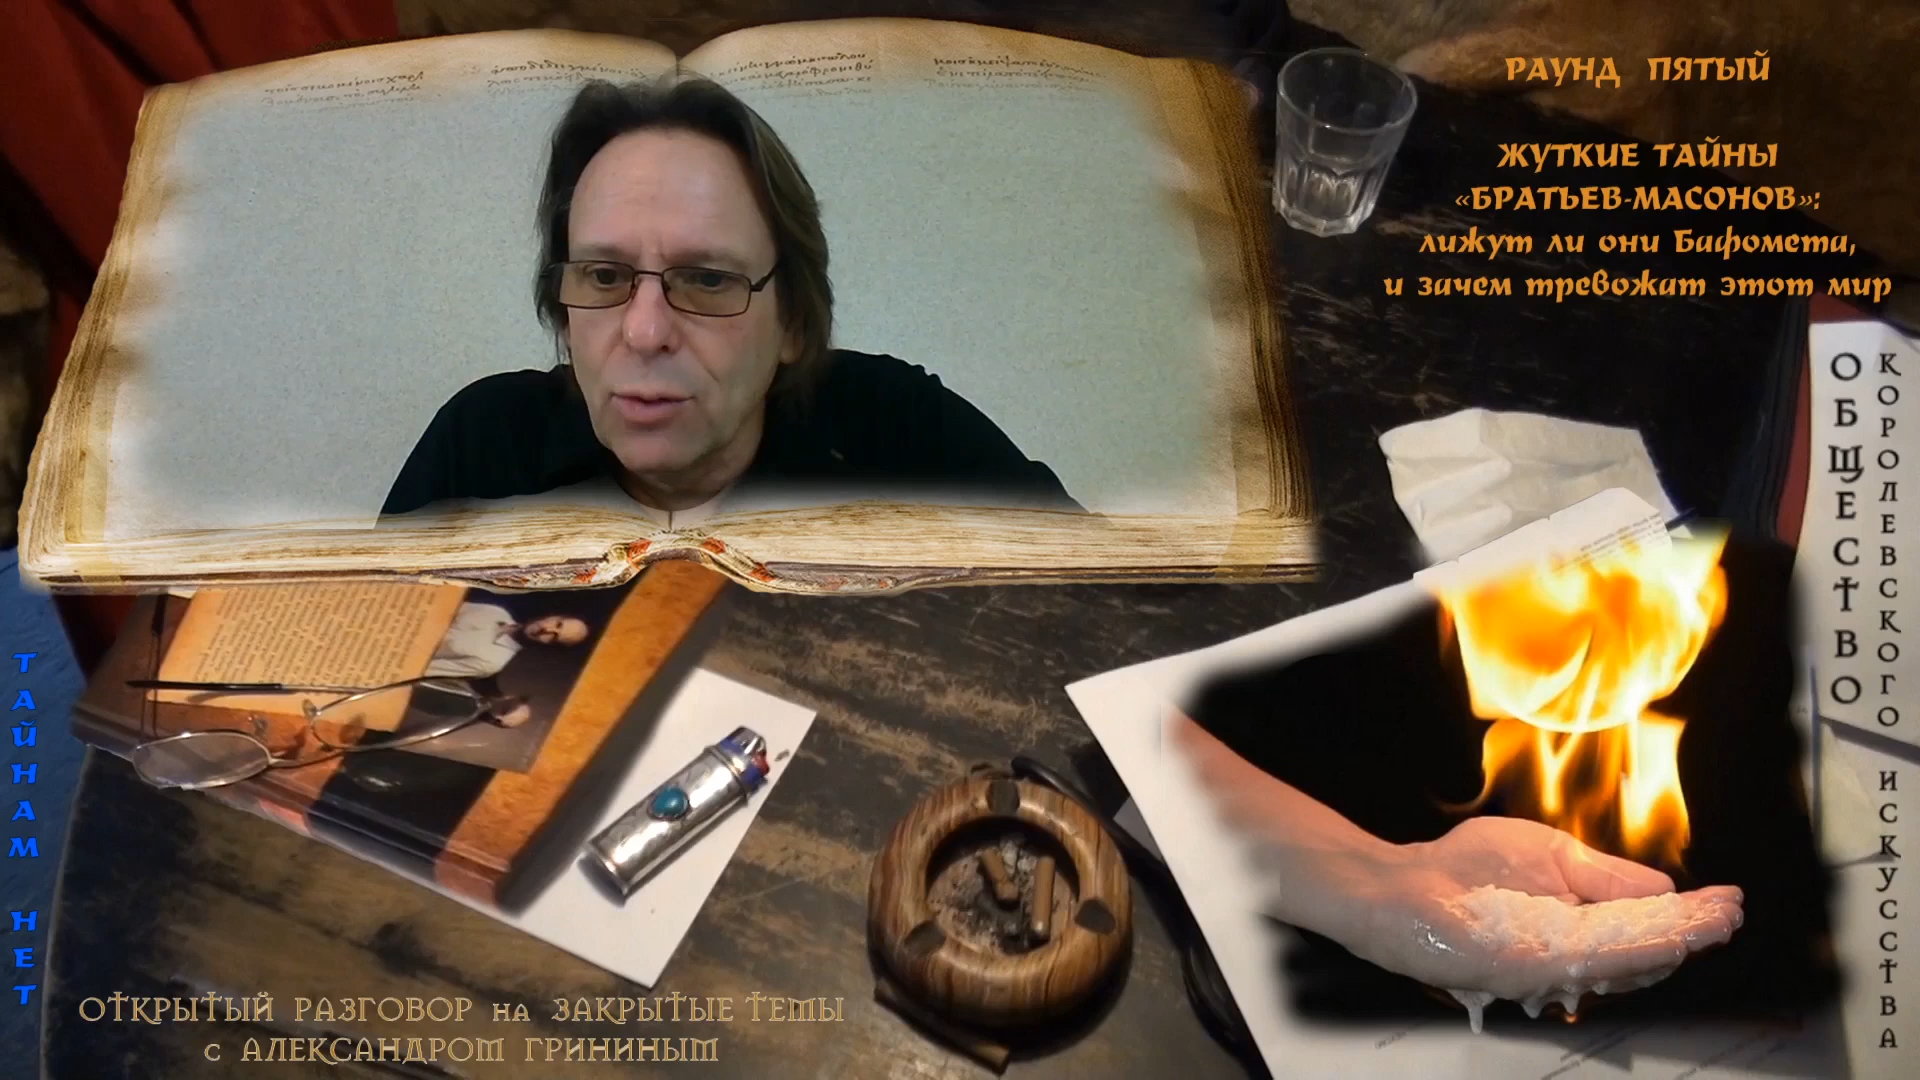 РАУНД ПЯТЫЙ
ЖУТКИЕ ТАЙНЫ
«БРАТЬЕВ-МАСОНОВ»:
лижут ли они Бафомета,
и зачем тревожат этот мир
ОБЩЕСТВО
КОРОЛЕВСКОГО ИСКУССТВА
ТАЙНАМ НЕТ
ОТКРЫТЫЙ РАЗГОВОР на ЗАКРЫТЫЕ ТЕМЫ
с АЛЕКСАНДРОМ ГРИНИНЫМ